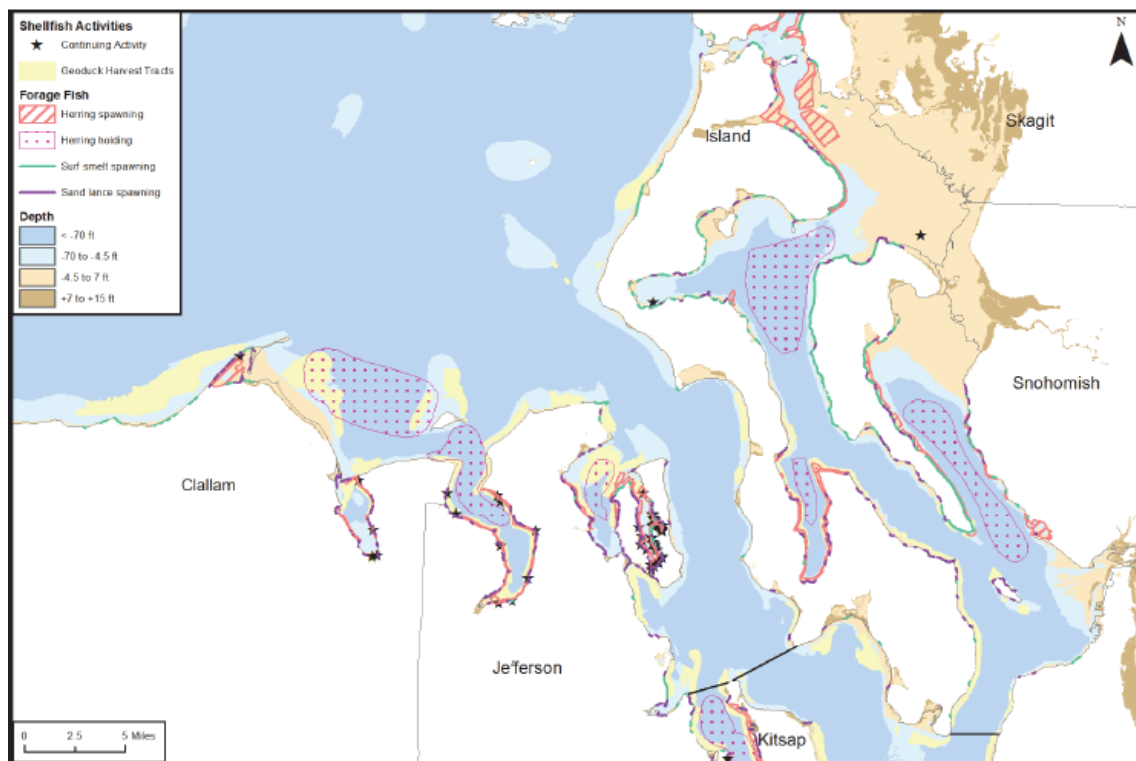 Shellfish Activities
Continuing Activity
Geoduck Harvest Tracts
Forage Fish
Herring spawning
Herring holding
Surf smelt spawning
Sand lance spawning
Depth
< -70 ft
-70 to -4.5 ft
-4.5 to 7 ft
+7 to +15 ft
N
Skagit
Island
Snohomish
Clallam
Jefferson
Kitsap
0 2.5 5 Miles